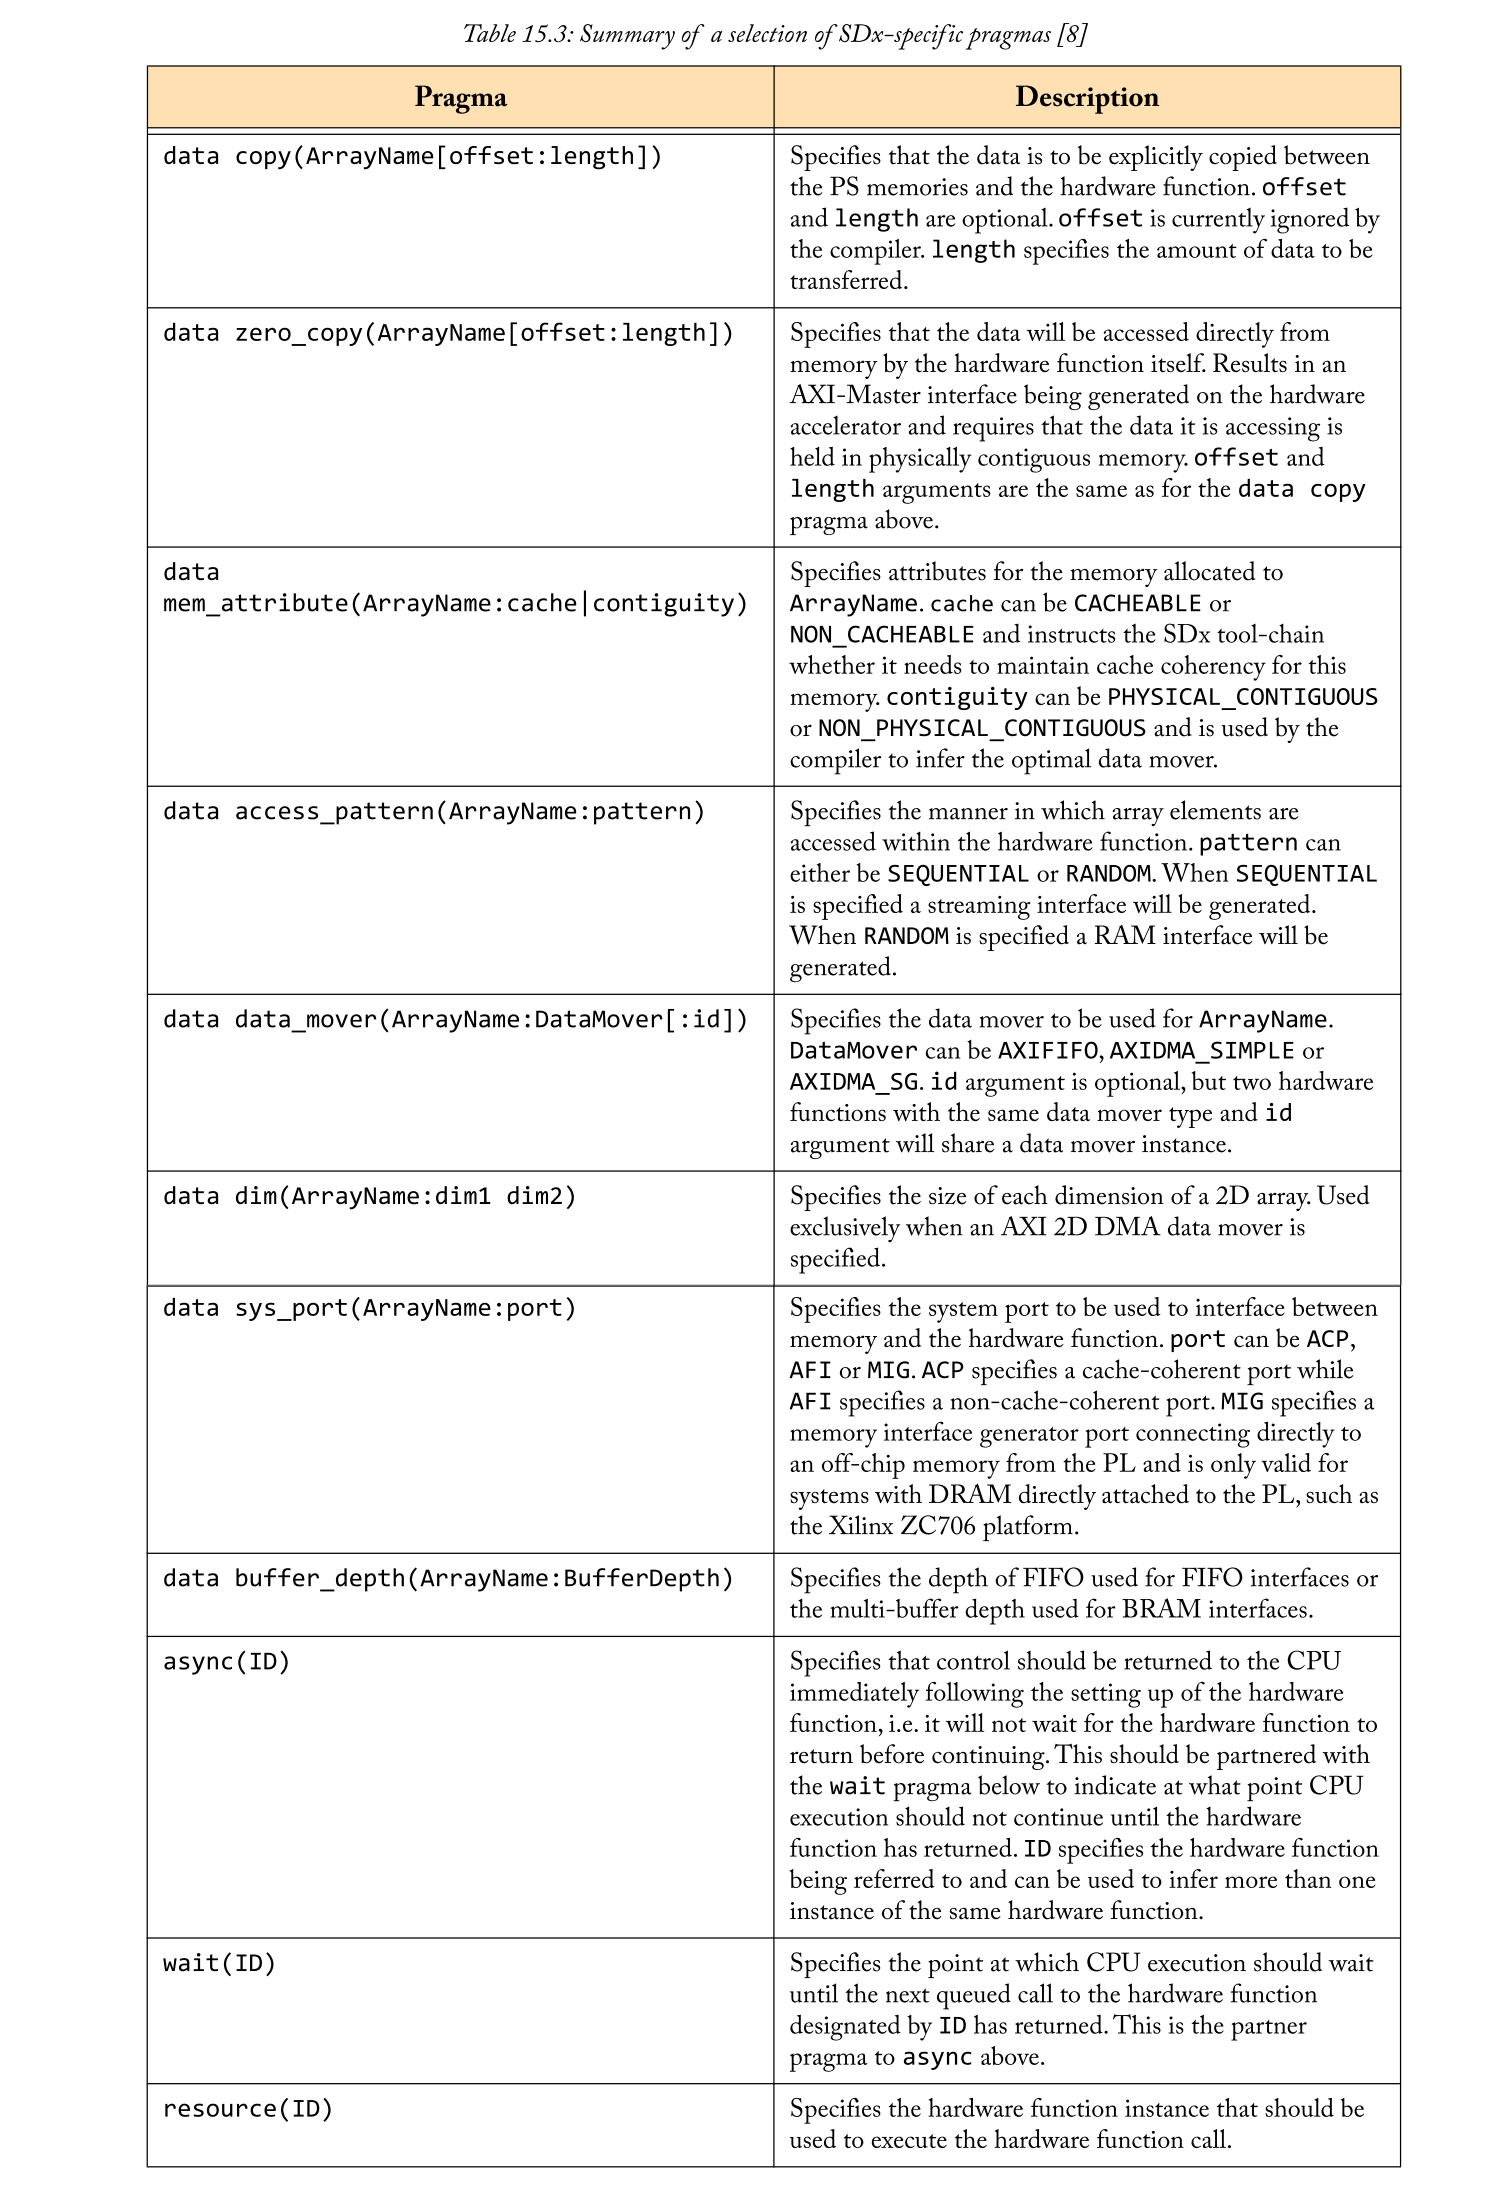 Table 15.3: Summary of a selection of SDx-specific pragmas [8]
Pragma
Description
data copy(ArrayName[offset:length])
Specifies that the data is to be explicitly copied between
the PS memories and the hardware function. offset
and length are optional. offset is currently ignored by
the compiler. length specifies the amount of data to be
transferred.
data zero_copy(ArrayName[offset:length])
Specifies that the data will be accessed directly from
memory by the hardware function itself. Results in an
AXI-Master interface being generated on the hardware
accelerator and requires that the data it is accessing is
held in physically contiguous memory. offset and
length arguments are the same as for the data copy
pragma above.
data
mem_attribute(ArrayName:cache|contiguity)
Specifies attributes for the memory allocated to
ArrayName. cache can be CACHEABLE or
NON_CACHEABLE and instructs the SDx tool-chain
whether it needs to maintain cache coherency for this
memory. contiguity can be PHYSICAL_CONTIGUOUS
or NON_PHYSICAL_CONTIGUOUS and is used by the
compiler to infer the optimal data mover.
data access_pattern(ArrayName:pattern)
Specifies the manner in which array elements are
accessed within the hardware function. pattern can
either be SEQUENTIAL or RANDOM. When SEQUENTIAL
is specified a streaming interface will be generated.
When RANDOM is specified a RAM interface will be
generated.
data data_mover(ArrayName:DataMover[:id])
Specifies the data mover to be used for ArrayName.
DataMover can be AXIFIFO, AXIDMA_SIMPLE or
AXIDMA_SG. id argument is optional, but two hardware
functions with the same data mover type and id
argument will share a data mover instance.
data dim(ArrayName:dim1 dim2)
Specifies the size of each dimension of a 2D array. Used
exclusively when an AXI 2D DMA data mover is
specified.
data sys_port(ArrayName:port)
Specifies the system port to be used to interface between
memory and the hardware function. port can be ACP,
AFI or MIG. ACP specifies a cache-coherent port while
AFI specifies a non-cache-coherent port. MIG specifies a
memory interface generator port connecting directly to
an off-chip memory from the PL and is only valid for
systems with DRAM directly attached to the PL, such as
the Xilinx ZC706 platform.
data buffer_depth(ArrayName:BufferDepth)
Specifies the depth of FIFO used for FIFO interfaces or
the multi-buffer depth used for BRAM interfaces.
async(ID)
Specifies that control should be returned to the CPU
immediately following the setting up of the hardware
function, i.e. it will not wait for the hardware function to
return before continuing. This should be partnered with
the wait pragma below to indicate at what point CPU
execution should not continue until the hardware
function has returned. ID specifies the hardware function
being referred to and can be used to infer more than one
instance of the same hardware function.
wait(ID)
Specifies the point at which CPU execution should wait
until the next queued call to the hardware function
designated by ID has returned. This is the partner
pragma to async above.
resource(ID)
Specifies the hardware function instance that should be
used to execute the hardware function call.